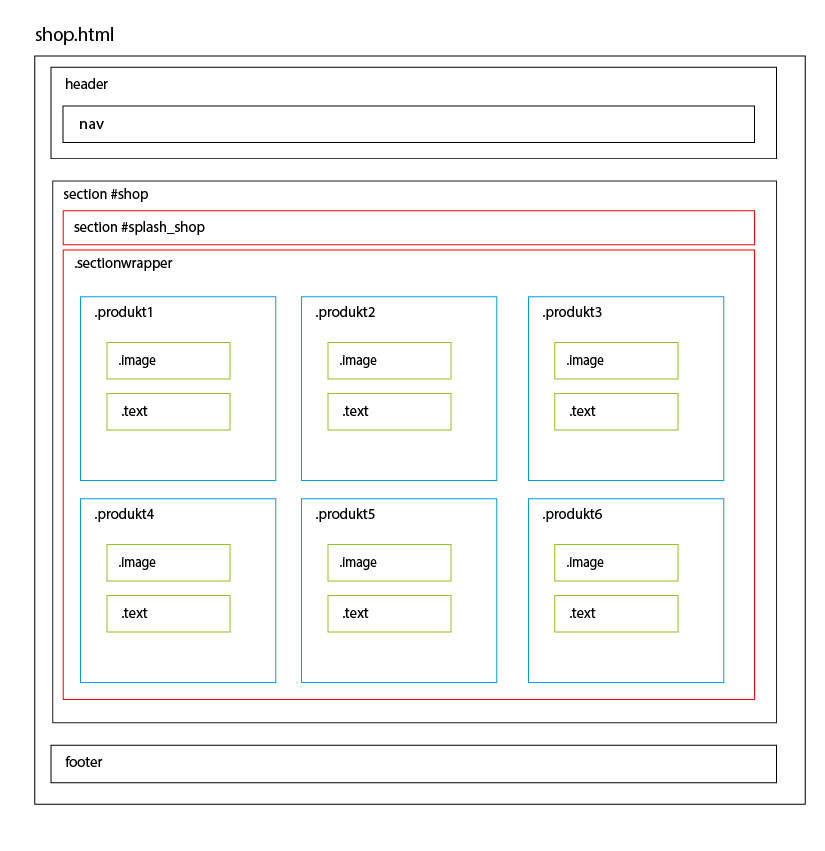 shop.html
header
nav
section #shop
section #splash_shop
.sectionwrapper
.produkt1
.image
.text
.produkt2
.image
.text
.produkt3
.image
.text
.produkt4
.image
.text
.produkt5
.image
.text
.produkt6
.image
.text
footer